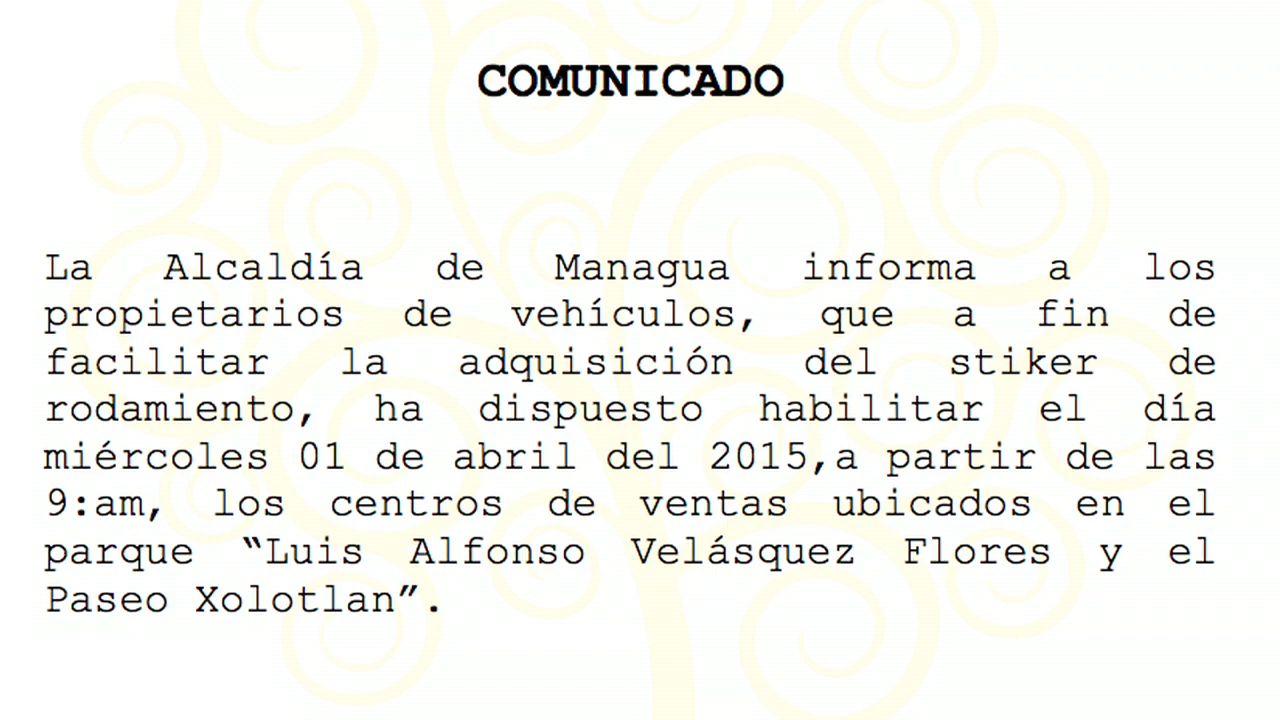 COMUNICADO
La Alcaldía de Managua informa a los
propietarios de vehículos, que a fin de
facilitar la adquisición del stiker de
rodamiento, ha dispuesto habilitar el día
miércoles 01 de abril del 2015,a partir de las
9:am, los centros de ventas ubicados en el
parque “Luis Alfonso Velásquez Flores y el
Paseo Xolotlan”.